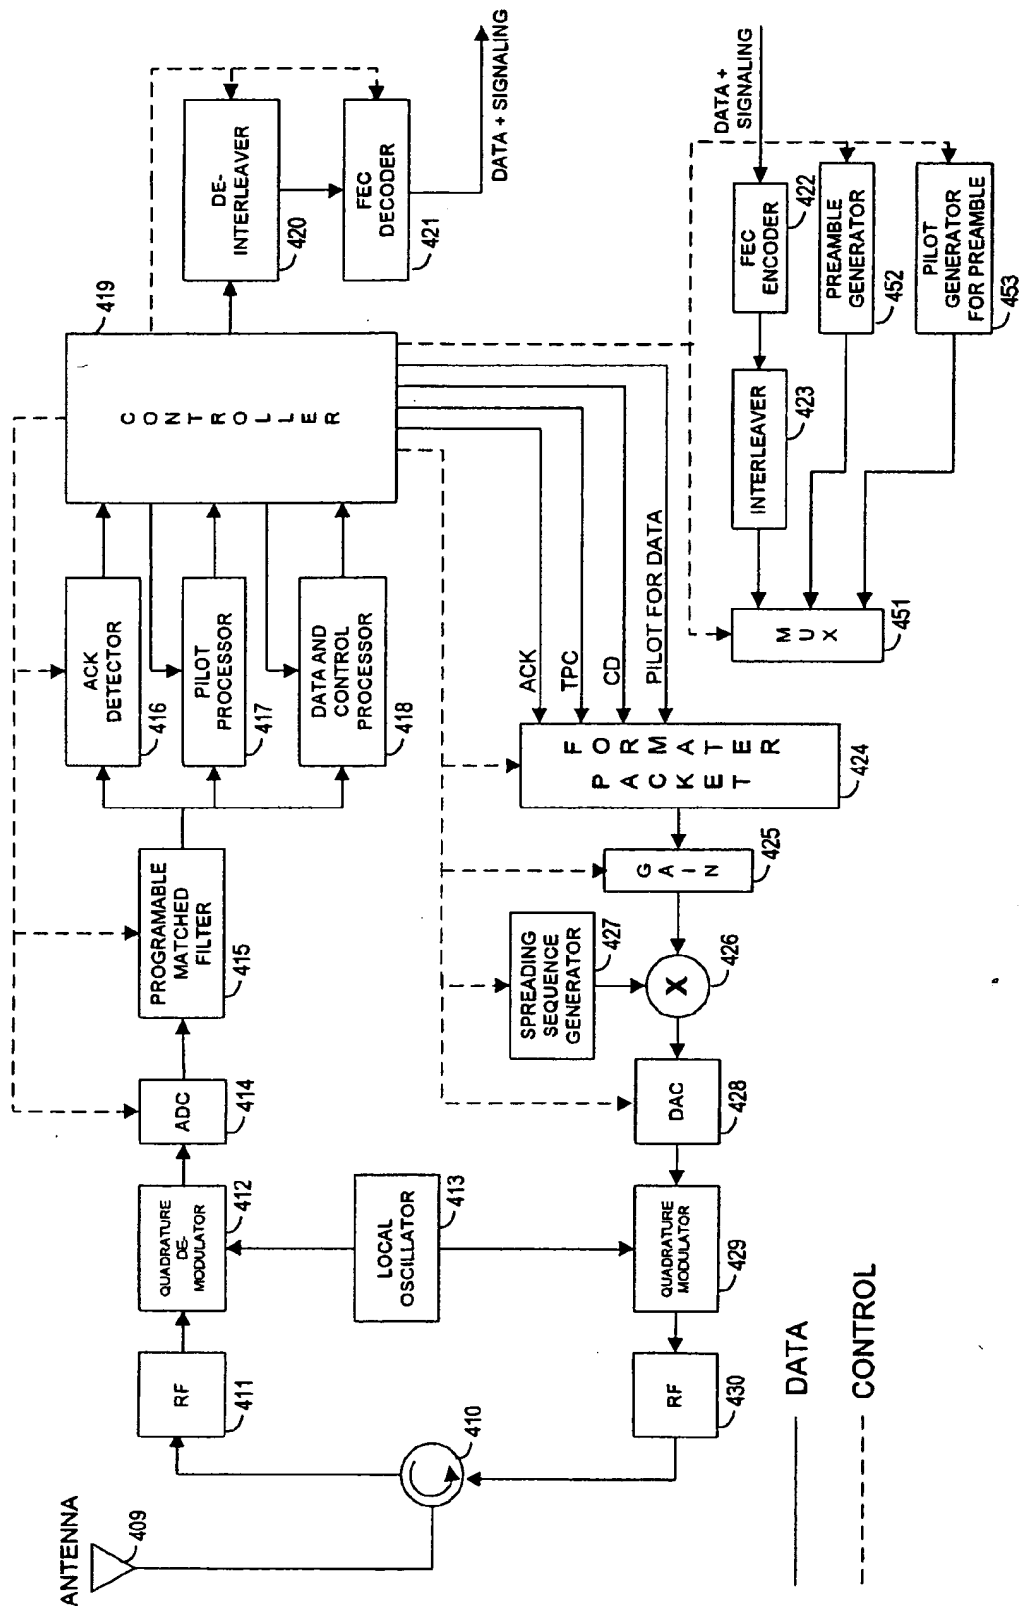 ANTENNA
409
410
RF
411
QUADRATURE
DE-
MODULATOR
412
LOCAL
OSCILLATOR
413
ADC
414
PROGRAMABLE
MATCHED
FILTER
415
ACK
DETECTOR
416
PILOT
PROCESSOR
417
DATA AND
CONTROL
PROCESSOR
418
CONTROLLER
419
DE-
INTERLEAVER
420
FEC
DECODER
421
DATA + SIGNALING
RF
430
QUADRATURE
MODULATOR
429
DAC
428
SPREADING
SEQUENCE
GENERATOR
427
X
426
GAIN
425
PACKET
FORMATER
424
ACK
TPC
CD
PILOT FOR DATA
MUX
451
INTERLEAVER
423
FEC
ENCODER
422
DATA +
SIGNALING
PREAMBLE
GENERATOR
452
PILOT
GENERATOR
FOR PREAMBLE
453
DATA
CONTROL